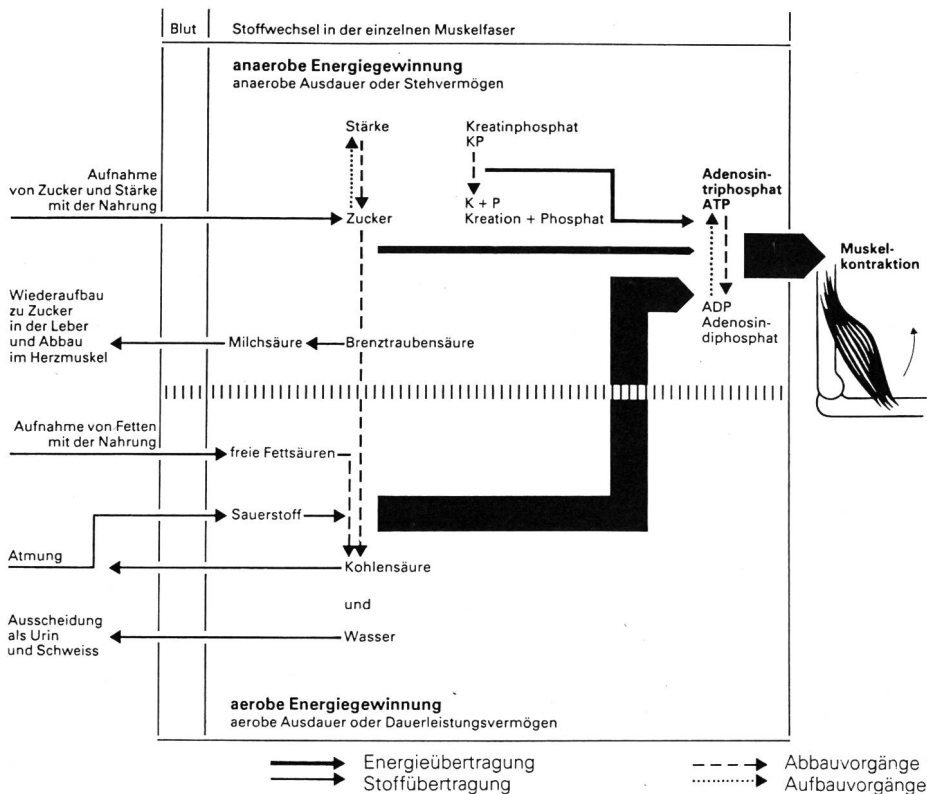 Blut
Stoffwechsel in der einzelnen Muskelfaser
anaerobe Energiegewinnung
anaerobe Ausdauer oder Stehvermögen
Stärke
Kreatinphosphat
KP
Aufnahme
von Zucker und Stärke
mit der Nahrung
Zucker
K + P
Kreation + Phosphat
Adenosin-
triphosphat
ATP
Muskel-
kontraktion
Wiederaufbau
zu Zucker
in der Leber
und Abbau
im Herzmuskel
Milchsäure
Brenztraubensäure
ADP
Adenosin-
diphosphat
Aufnahme von Fetten
mit der Nahrung
freie Fettsäuren
Sauerstoff
Atmung
Kohlensäure
und
Ausscheidung
als Urin
und Schweiss
Wasser
aerobe Energiegewinnung
aerobe Ausdauer oder Dauerleistungsvermögen
Energieübertragung
Stoffübertragung
Abbauvorgänge
Aufbauvorgänge